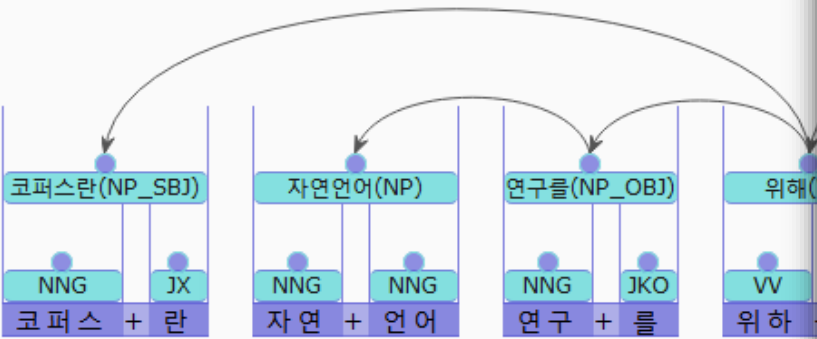 코퍼스란(NP_SBJ) 자연언어(NP) 연구를(NP_OBJ) 위해(
NNG JX NNG NNG NNG JKO VV
코퍼스 + 란 자연 + 언어 연구 + 를 위하